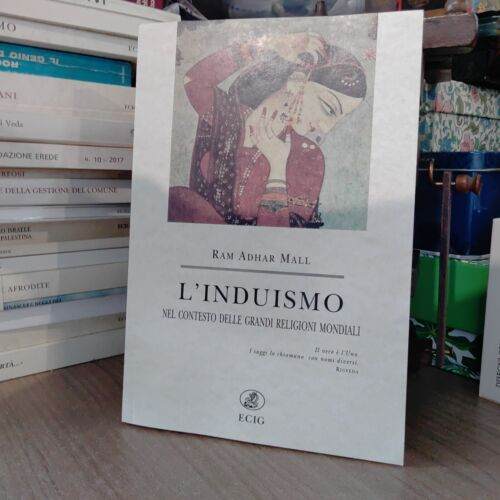 RAM ADHAR MALL
L'INDUISMO
NEL CONTESTO DELLE GRANDI RELIGIONI MONDIALI
Il vero è l'Uno.
I saggi lo chiamano con nomi diversi.
RIGVEDA
ECIG
IL GENIO
ANI
i Veda
DAZIONE EREDE
N. 10 - 2017
E DELLA GESTIONE DEL COMUNE
ISRAELE
PALESTINA
E AFRODITE